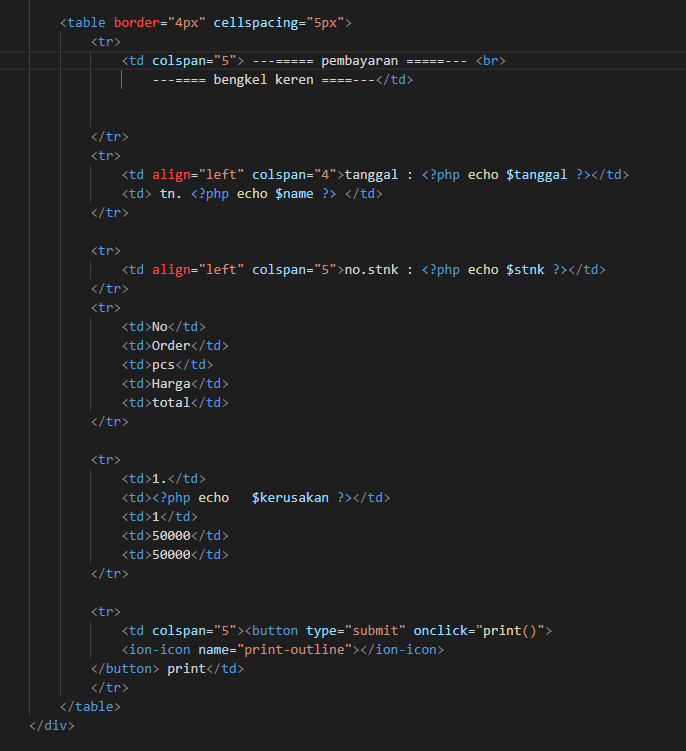 <table border="4px" cellspacing="5px">
<tr>
<td colspan="5"> ---===== pembayaran =====--- <br>
---==== bengkel keren ====---</td>
</tr>
<tr>
<td align="left" colspan="4">tanggal : <?php echo $tanggal ?></td>
<td> tn. <?php echo $name ?> </td>
</tr>
<tr>
<td align="left" colspan="5">no.stnk : <?php echo $stnk ?></td>
</tr>
<tr>
<td>No</td>
<td>Order</td>
<td>pcs</td>
<td>Harga</td>
<td>total</td>
</tr>
<tr>
<td>1.</td>
<td><?php echo   $kerusakan ?></td>
<td>1</td>
<td>50000</td>
<td>50000</td>
</tr>
<tr>
<td colspan="5"><button type="submit" onclick="print()">
<ion-icon name="print-outline"></ion-icon>
</button> print</td>
</tr>
</table>
</div>